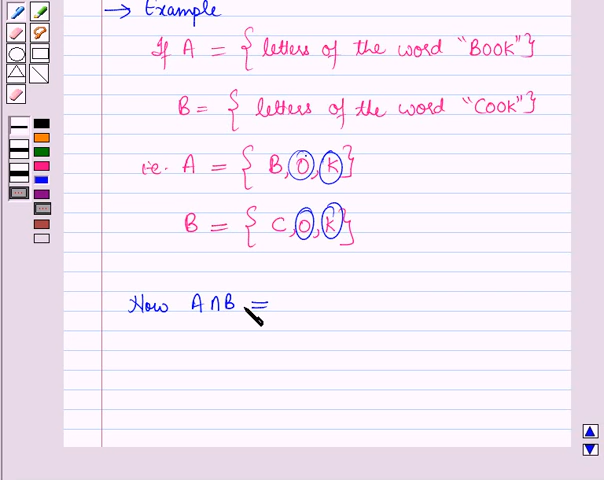 → Example
If A = { letters of the word "Book"}
B = { letters of the word "Cook"}
i.e. A = { B, O, K }
B = { C, O, K }
Now A∩B =